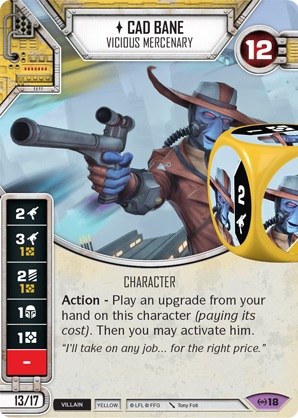 CAD BANE
VICIOUS MERCENARY
12
2
2
3
1
2
1
1
1
–
13/17
CHARACTER
Action - Play an upgrade from your
hand on this character (paying its
cost). Then you may activate him.
“I’ll take on any job... for the right price.”
VILLAIN
YELLOW
© LFL © FFG
Tony Foti
18